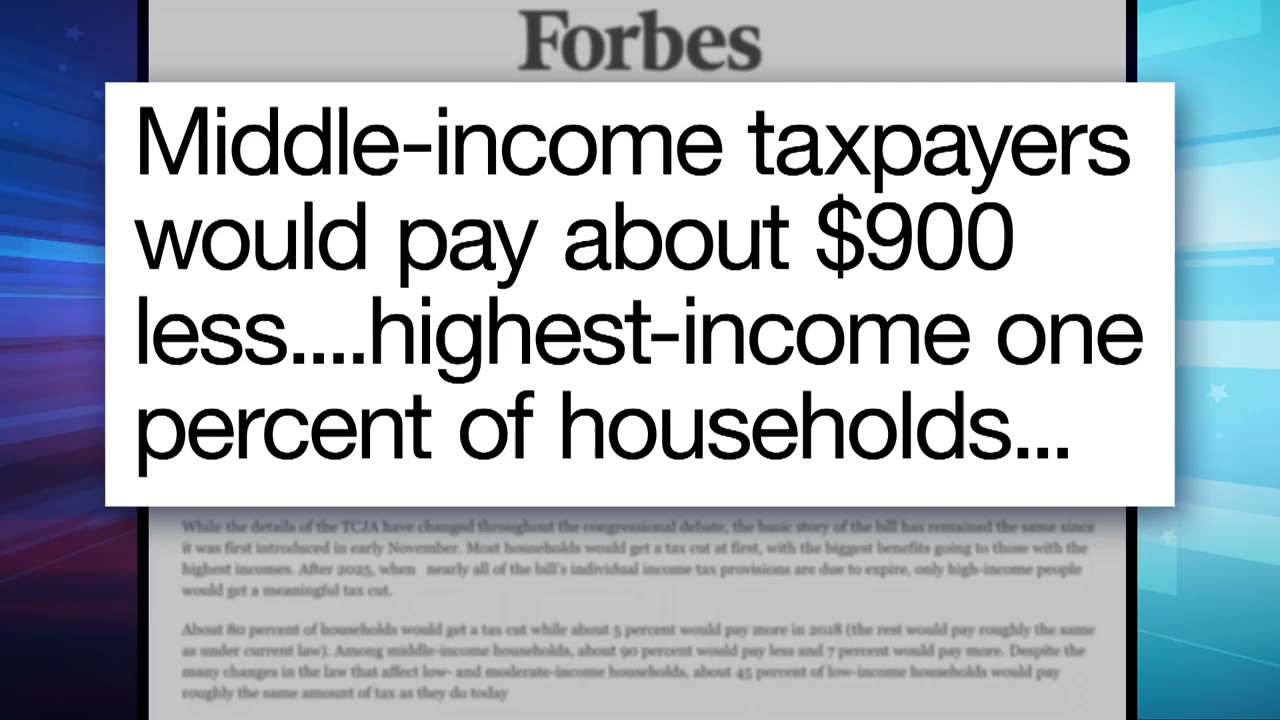 Forbes
Middle-income taxpayers
would pay about $900
less....highest-income one
percent of households...
While the details of the TCJA have changed throughout the congressional debate, the basic story of the bill has remained the same since
it was first introduced in early November. Most households would get a tax cut at first, with the biggest benefits going to those with the
highest incomes. After 2025, when nearly all of the bill's individual income tax provisions are due to expire, only high-income people
would get a meaningful tax cut.
About 80 percent of households would get a tax cut while about 5 percent would pay more in 2018 (the rest would pay roughly the same
as under current law). Among middle-income households, about 90 percent would pay less and 7 percent would pay more. Despite the
many changes in the law that affect low- and moderate-income households, about 45 percent of low-income households would pay
roughly the same amount of tax as they do today